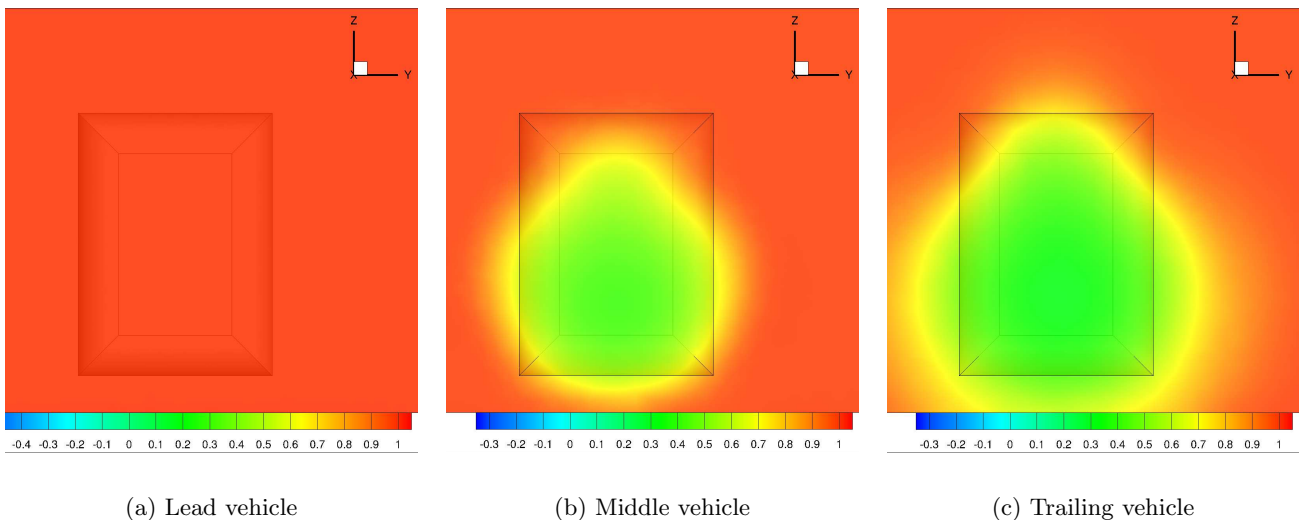 Z
X Y
Z
X Y
Z
X Y
-0.4 -0.3 -0.2 -0.1 0 0.1 0.2 0.3 0.4 0.5 0.6 0.7 0.8 0.9 1
-0.3 -0.2 -0.1 0 0.1 0.2 0.3 0.4 0.5 0.6 0.7 0.8 0.9 1
-0.3 -0.2 -0.1 0 0.1 0.2 0.3 0.4 0.5 0.6 0.7 0.8 0.9 1
(a) Lead vehicle
(b) Middle vehicle
(c) Trailing vehicle